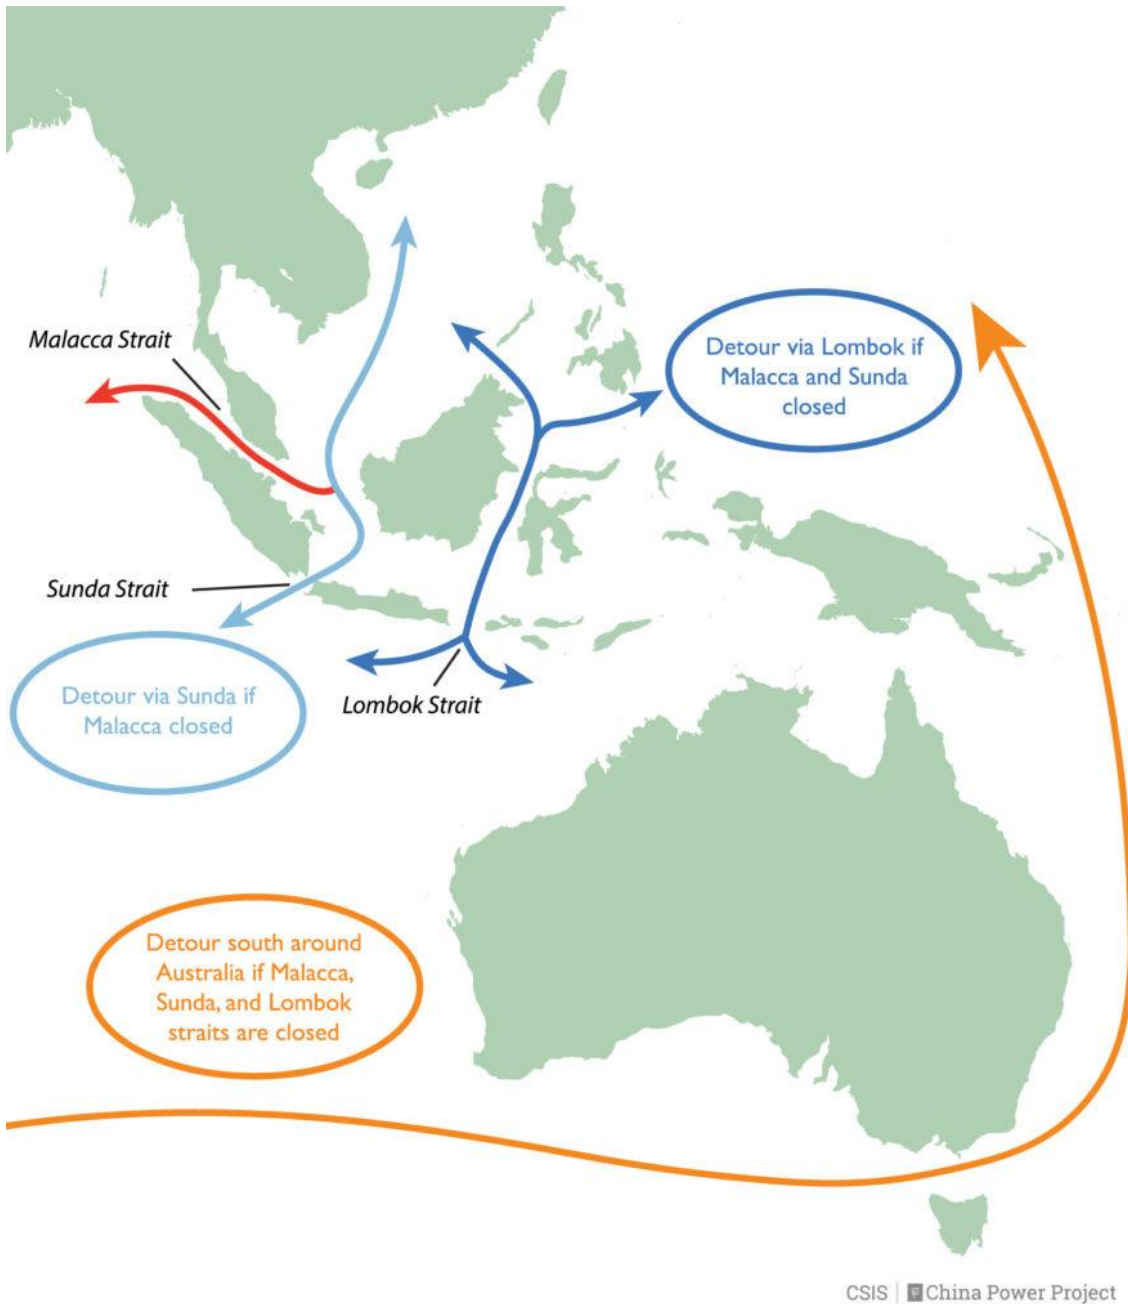 Malacca Strait
Detour via Lombok if
Malacca and Sunda
closed
Sunda Strait
Detour via Sunda if
Malacca closed
Lombok Strait
Detour south around
Australia if Malacca,
Sunda, and Lombok
straits are closed
CSIS | China Power Project